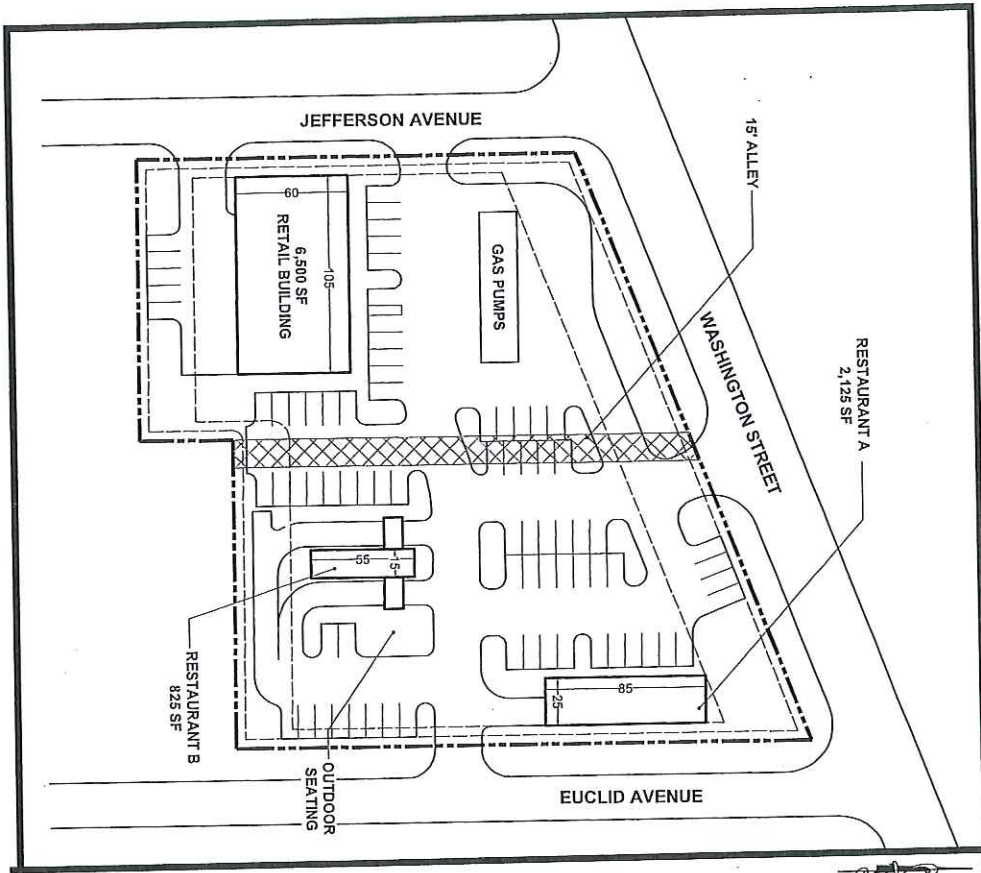 JEFFERSON AVENUE
15' ALLEY
60
6,500 SF
RETAIL BUILDING
105
GAS PUMPS
WASHINGTON STREET
RESTAURANT A
2,125 SF
55
15
85
25
RESTAURANT B
825 SF
OUTDOOR
SEATING
EUCLID AVENUE